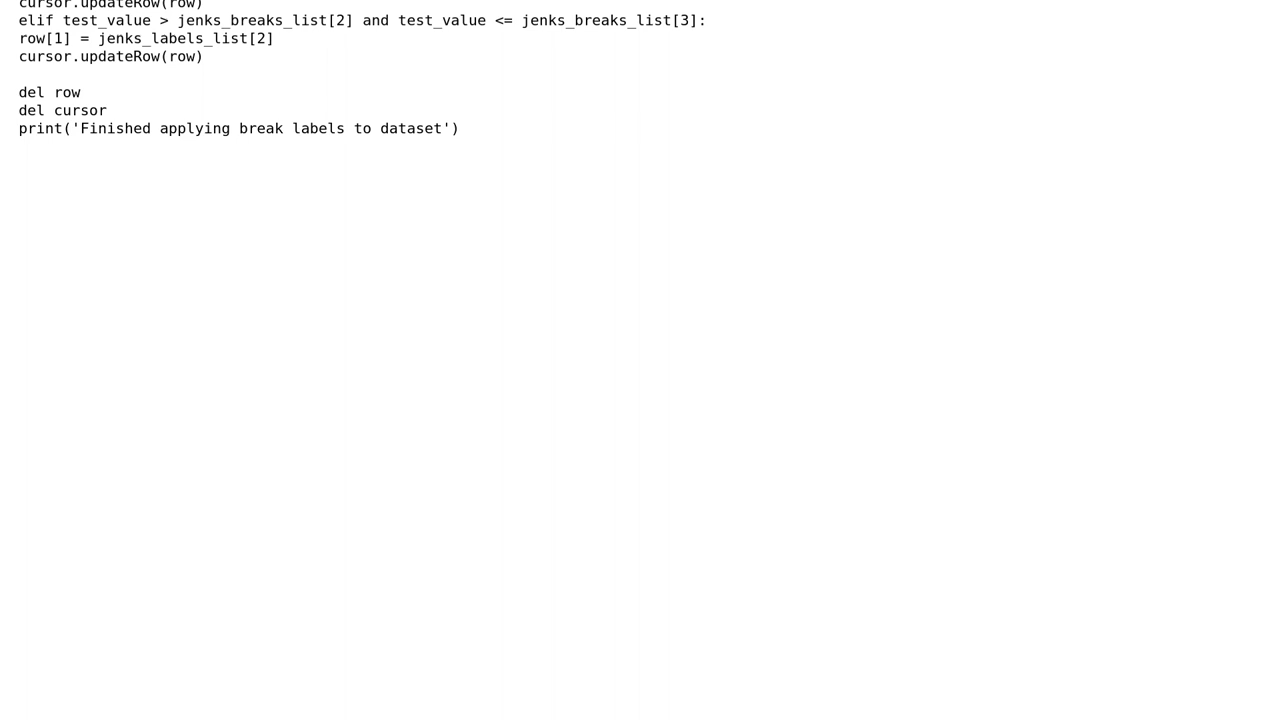 cursor.updateRow(row)
elif test_value > jenks_breaks_list[2] and test_value <= jenks_breaks_list[3]:
row[1] = jenks_labels_list[2]
cursor.updateRow(row)
del row
del cursor
print('Finished applying break labels to dataset')